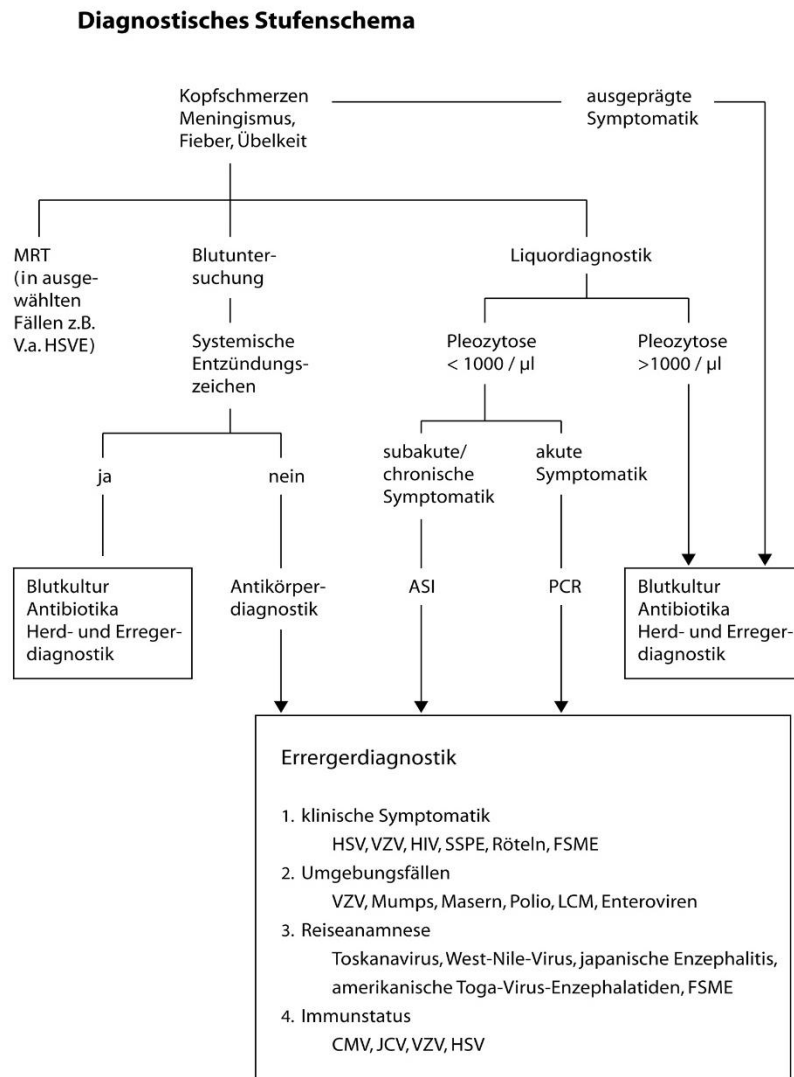 Diagnostisches Stufenschema
Kopfschmerzen
Meningismus,
Fieber, Übelkeit
ausgeprägte
Symptomatik
MRT
(in ausge-
wählten
Fällen z.B.
V.a. HSVE)
Blutunter-
suchung
Liquordiagnostik
Systemische
Entzündungs-
zeichen
Pleozytose
< 1000 / µl
Pleozytose
>1000 / µl
ja
nein
subakute/
chronische
Symptomatik
akute
Symptomatik
Blutkultur
Antibiotika
Herd- und Erreger-
diagnostik
Antikörper-
diagnostik
ASI
PCR
Blutkultur
Antibiotika
Herd- und Erreger-
diagnostik
Errergerdiagnostik
1. klinische Symptomatik
HSV, VZV, HIV, SSPE, Röteln, FSME
2. Umgebungsfällen
VZV, Mumps, Masern, Polio, LCM, Enteroviren
3. Reiseanamnese
Toskanavirus, West-Nile-Virus, japanische Enzephalitis,
amerikanische Toga-Virus-Enzephalatiden, FSME
4. Immunstatus
CMV, JCV, VZV, HSV